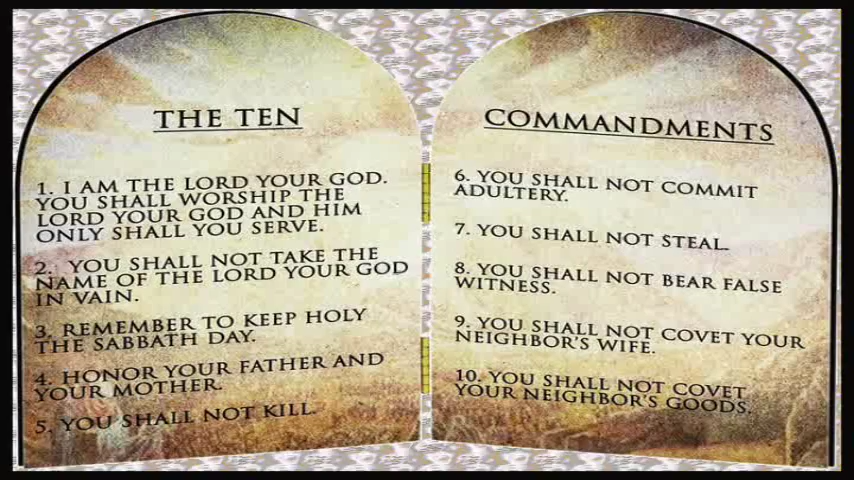 THE TEN
1. I AM THE LORD YOUR GOD.
YOU SHALL WORSHIP THE
LORD YOUR GOD AND HIM
ONLY SHALL YOU SERVE.
2. YOU SHALL NOT TAKE THE
NAME OF THE LORD YOUR GOD
IN VAIN.
3. REMEMBER TO KEEP HOLY
THE SABBATH DAY.
4. HONOR YOUR FATHER AND
YOUR MOTHER.
5. YOU SHALL NOT KILL.
COMMANDMENTS
6. YOU SHALL NOT COMMIT
ADULTERY.
7. YOU SHALL NOT STEAL.
8. YOU SHALL NOT BEAR FALSE
WITNESS.
9. YOU SHALL NOT COVET YOUR
NEIGHBOR'S WIFE.
10. YOU SHALL NOT COVET
YOUR NEIGHBOR'S GOODS.